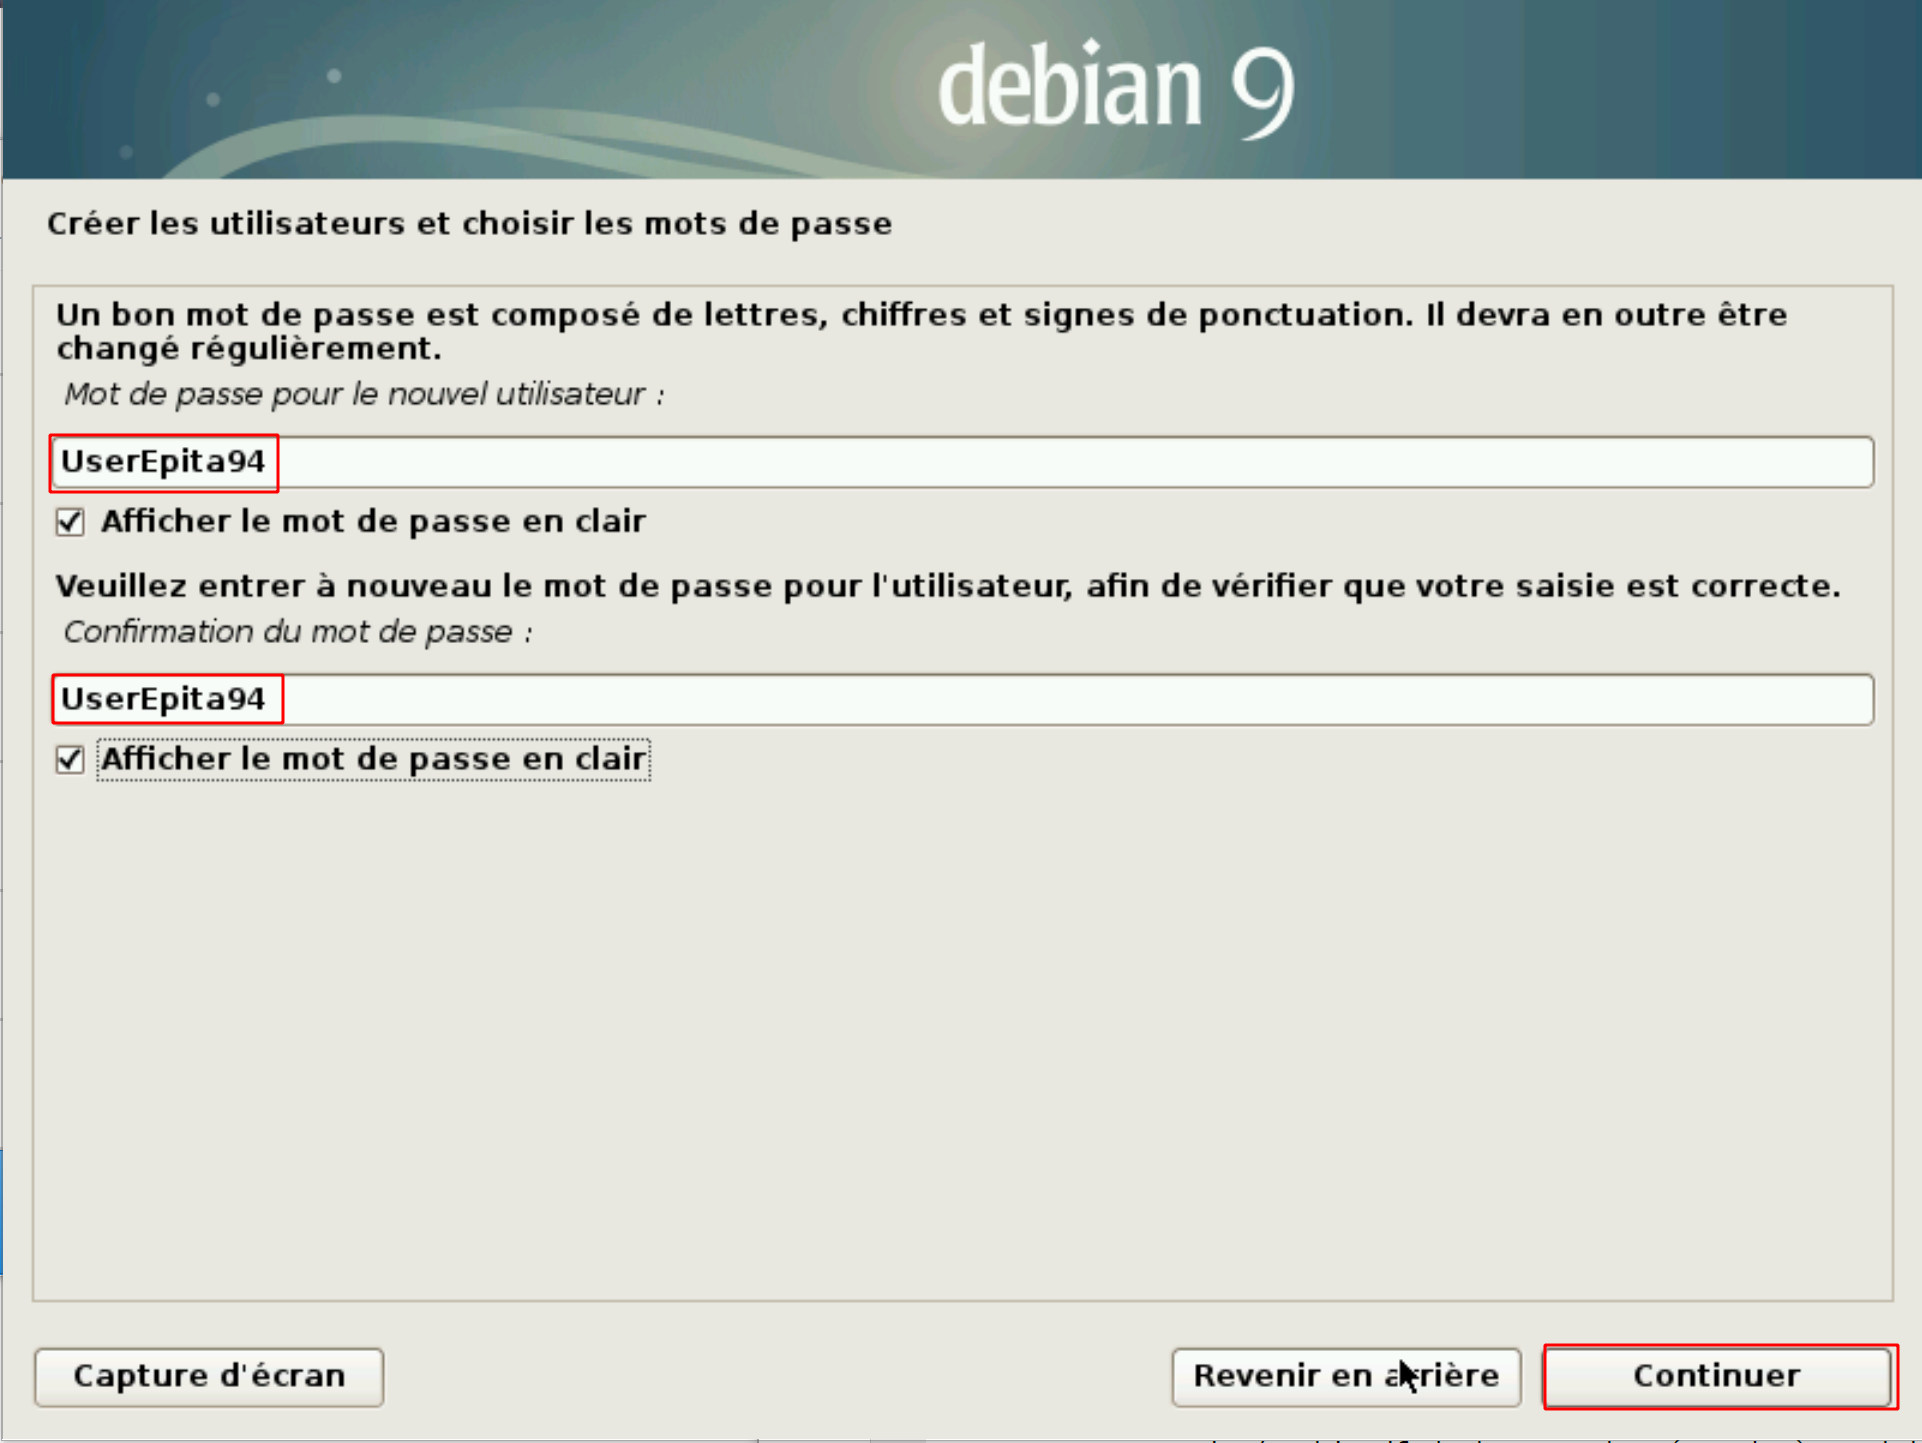 debian 9
Créer les utilisateurs et choisir les mots de passe
Un bon mot de passe est composé de lettres, chiffres et signes de ponctuation. Il devra en outre être
changé régulièrement.
Mot de passe pour le nouvel utilisateur :
UserEpita94
Afficher le mot de passe en clair
Veuillez entrer à nouveau le mot de passe pour l'utilisateur, afin de vérifier que votre saisie est correcte.
Confirmation du mot de passe :
UserEpita94
Afficher le mot de passe en clair
Capture d'écran
Revenir en arrière
Continuer